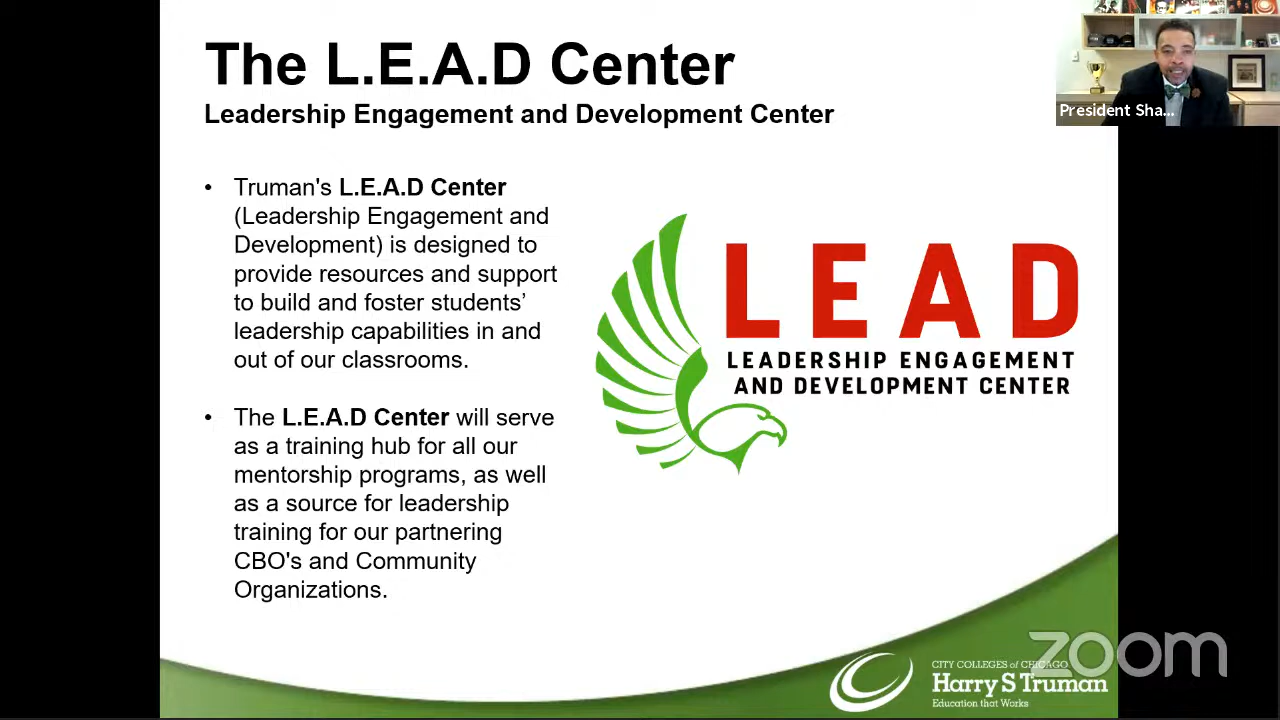 The L.E.A.D Center
Leadership Engagement and Development Center
President Sha...
• Truman's L.E.A.D Center
(Leadership Engagement and
Development) is designed to
provide resources and support
to build and foster students’
leadership capabilities in and
out of our classrooms.
• The L.E.A.D Center will serve
as a training hub for all our
mentorship programs, as well
as a source for leadership
training for our partnering
CBO's and Community
Organizations.
LEAD
LEADERSHIP ENGAGEMENT
AND DEVELOPMENT CENTER
zoom
CITY COLLEGES of CHICAGO
Harry S Truman
Education that Works